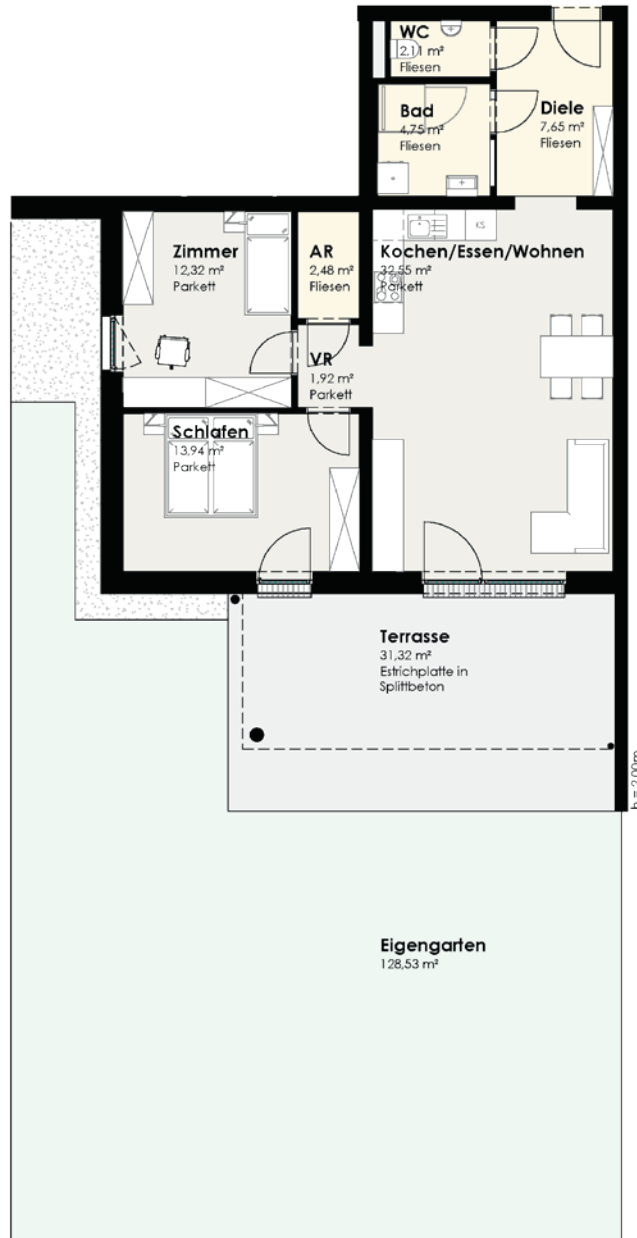 WC
2,11 m²
Fliesen
Bad
4,75 m²
Fliesen
Diele
7,65 m²
Fliesen
Zimmer
12,32 m²
Parkett
AR
2,48 m²
Fliesen
Kochen/Essen/Wohnen
32,55 m²
Parkett
KS
VR
1,92 m²
Parkett
Schlafen
13,94 m²
Parkett
Terrasse
31,32 m²
Estrichplatte in
Splittbeton
h = 2,00m
Eigengarten
128,53 m²